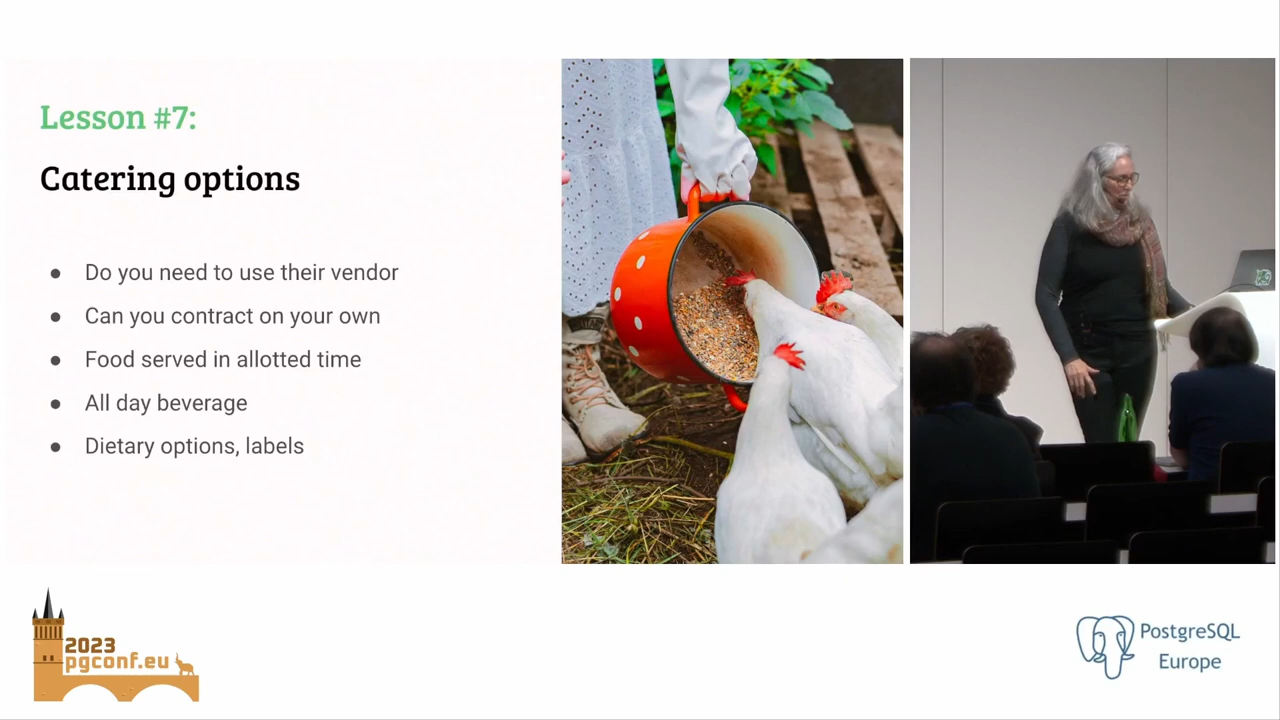 Lesson #7:
Catering options
● Do you need to use their vendor
● Can you contract on your own
● Food served in allotted time
● All day beverage
● Dietary options, labels
2023
pgconf.eu
PostgreSQL
Europe